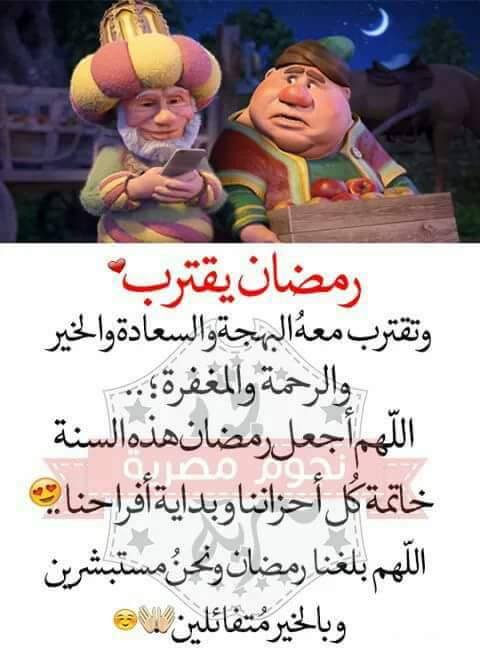 رمضان يقترب
وتقترب معهُ البهجة والسعادة والخير
والرحمة والمغفرة ؛..
اللّهم أجعل رمضان هذه السنة
خاتمة كُل أحزاننا وبداية أفراحنا ..😍
اللّهم بلغنا رمضان ونحنُ مستبشرين
وبالخير مُتفائلين 👐🏻☺️
نجوم مصرية